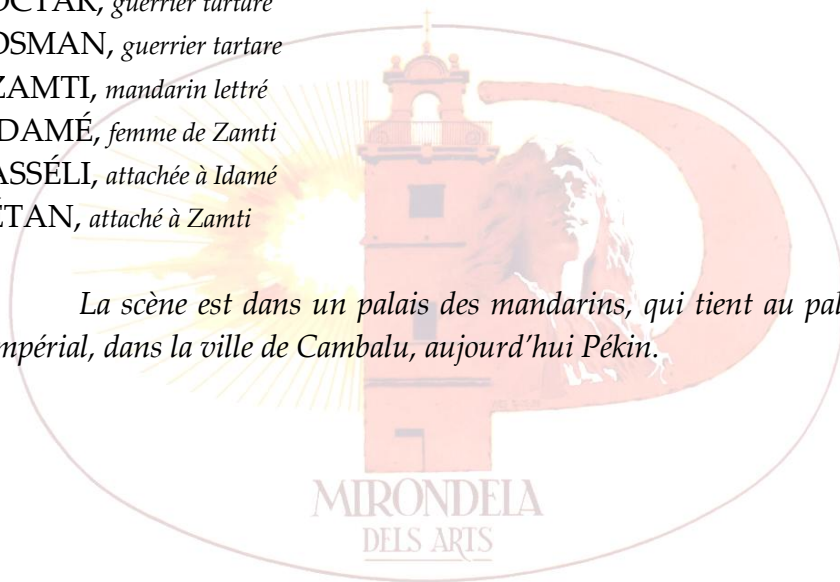 OCTAR, guerrier tartare
OSMAN, guerrier tartare
ZAMTI, mandarin lettré
DAMÉ, femme de Zamti
ASSÉLI, attachée à Idamé
ÉTAN, attaché à Zamti
La scène est dans un palais des mandarins, qui tient au pal
mpérial, dans la ville de Cambalu, aujourd’hui Pékin.
MIRONDELA
DELS ARTS